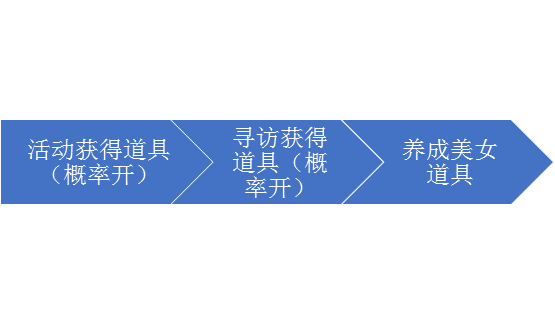 活动获得道具
（概率开）
寻访获得
道具（概
率开）
养成美女
道具